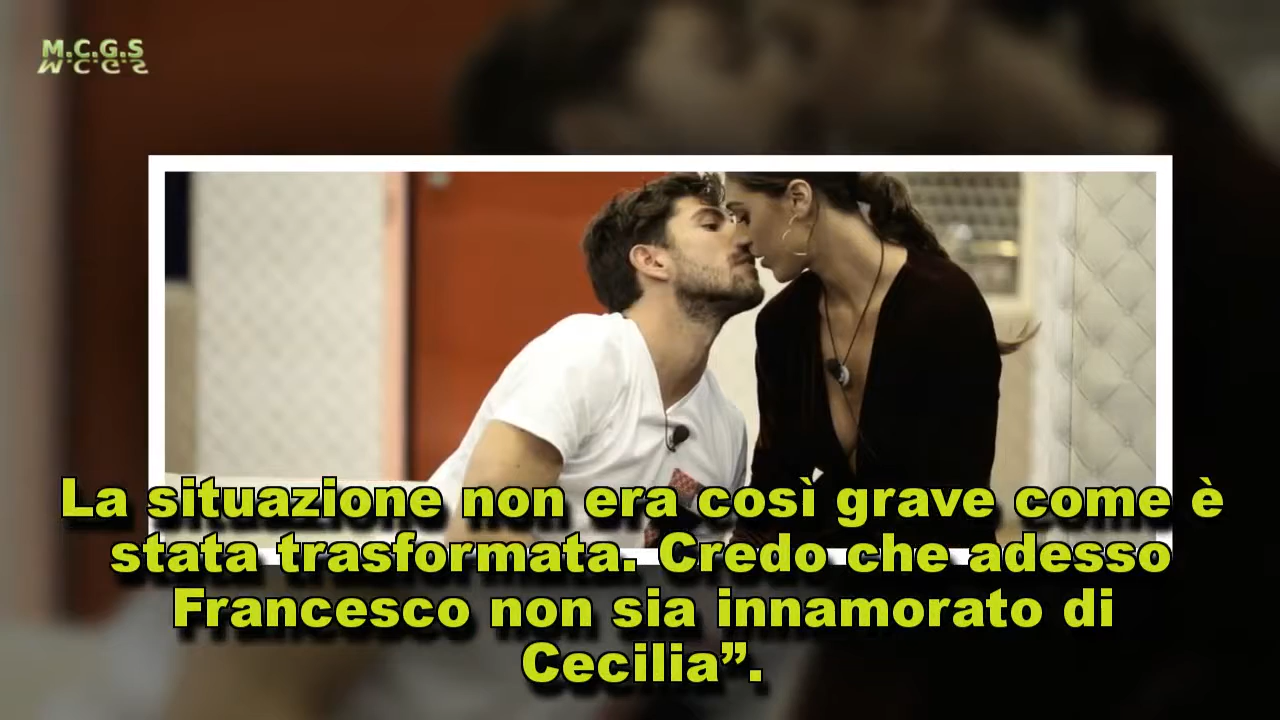 M.C.G.S
La situazione non era così grave come è
stata trasformata. Credo che adesso
Francesco non sia innamorato di
Cecilia”.